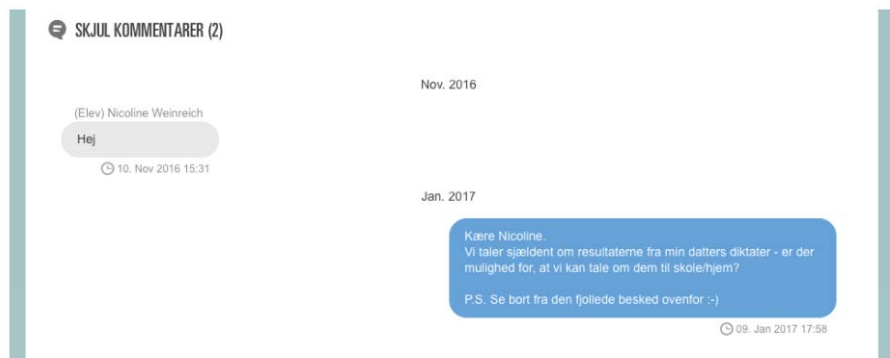 SKJUL KOMMENTARER (2)
Nov. 2016
(Elev) Nicoline Weinreich
Hej
10. Nov 2016 15:31
Jan. 2017
Kære Nicoline.
Vi taler sjældent om resultaterne fra min datters diktater - er der
mulighed for, at vi kan tale om dem til skole/hjem?
P.S. Se bort fra den fjollede besked ovenfor :-)
09. Jan 2017 17:58